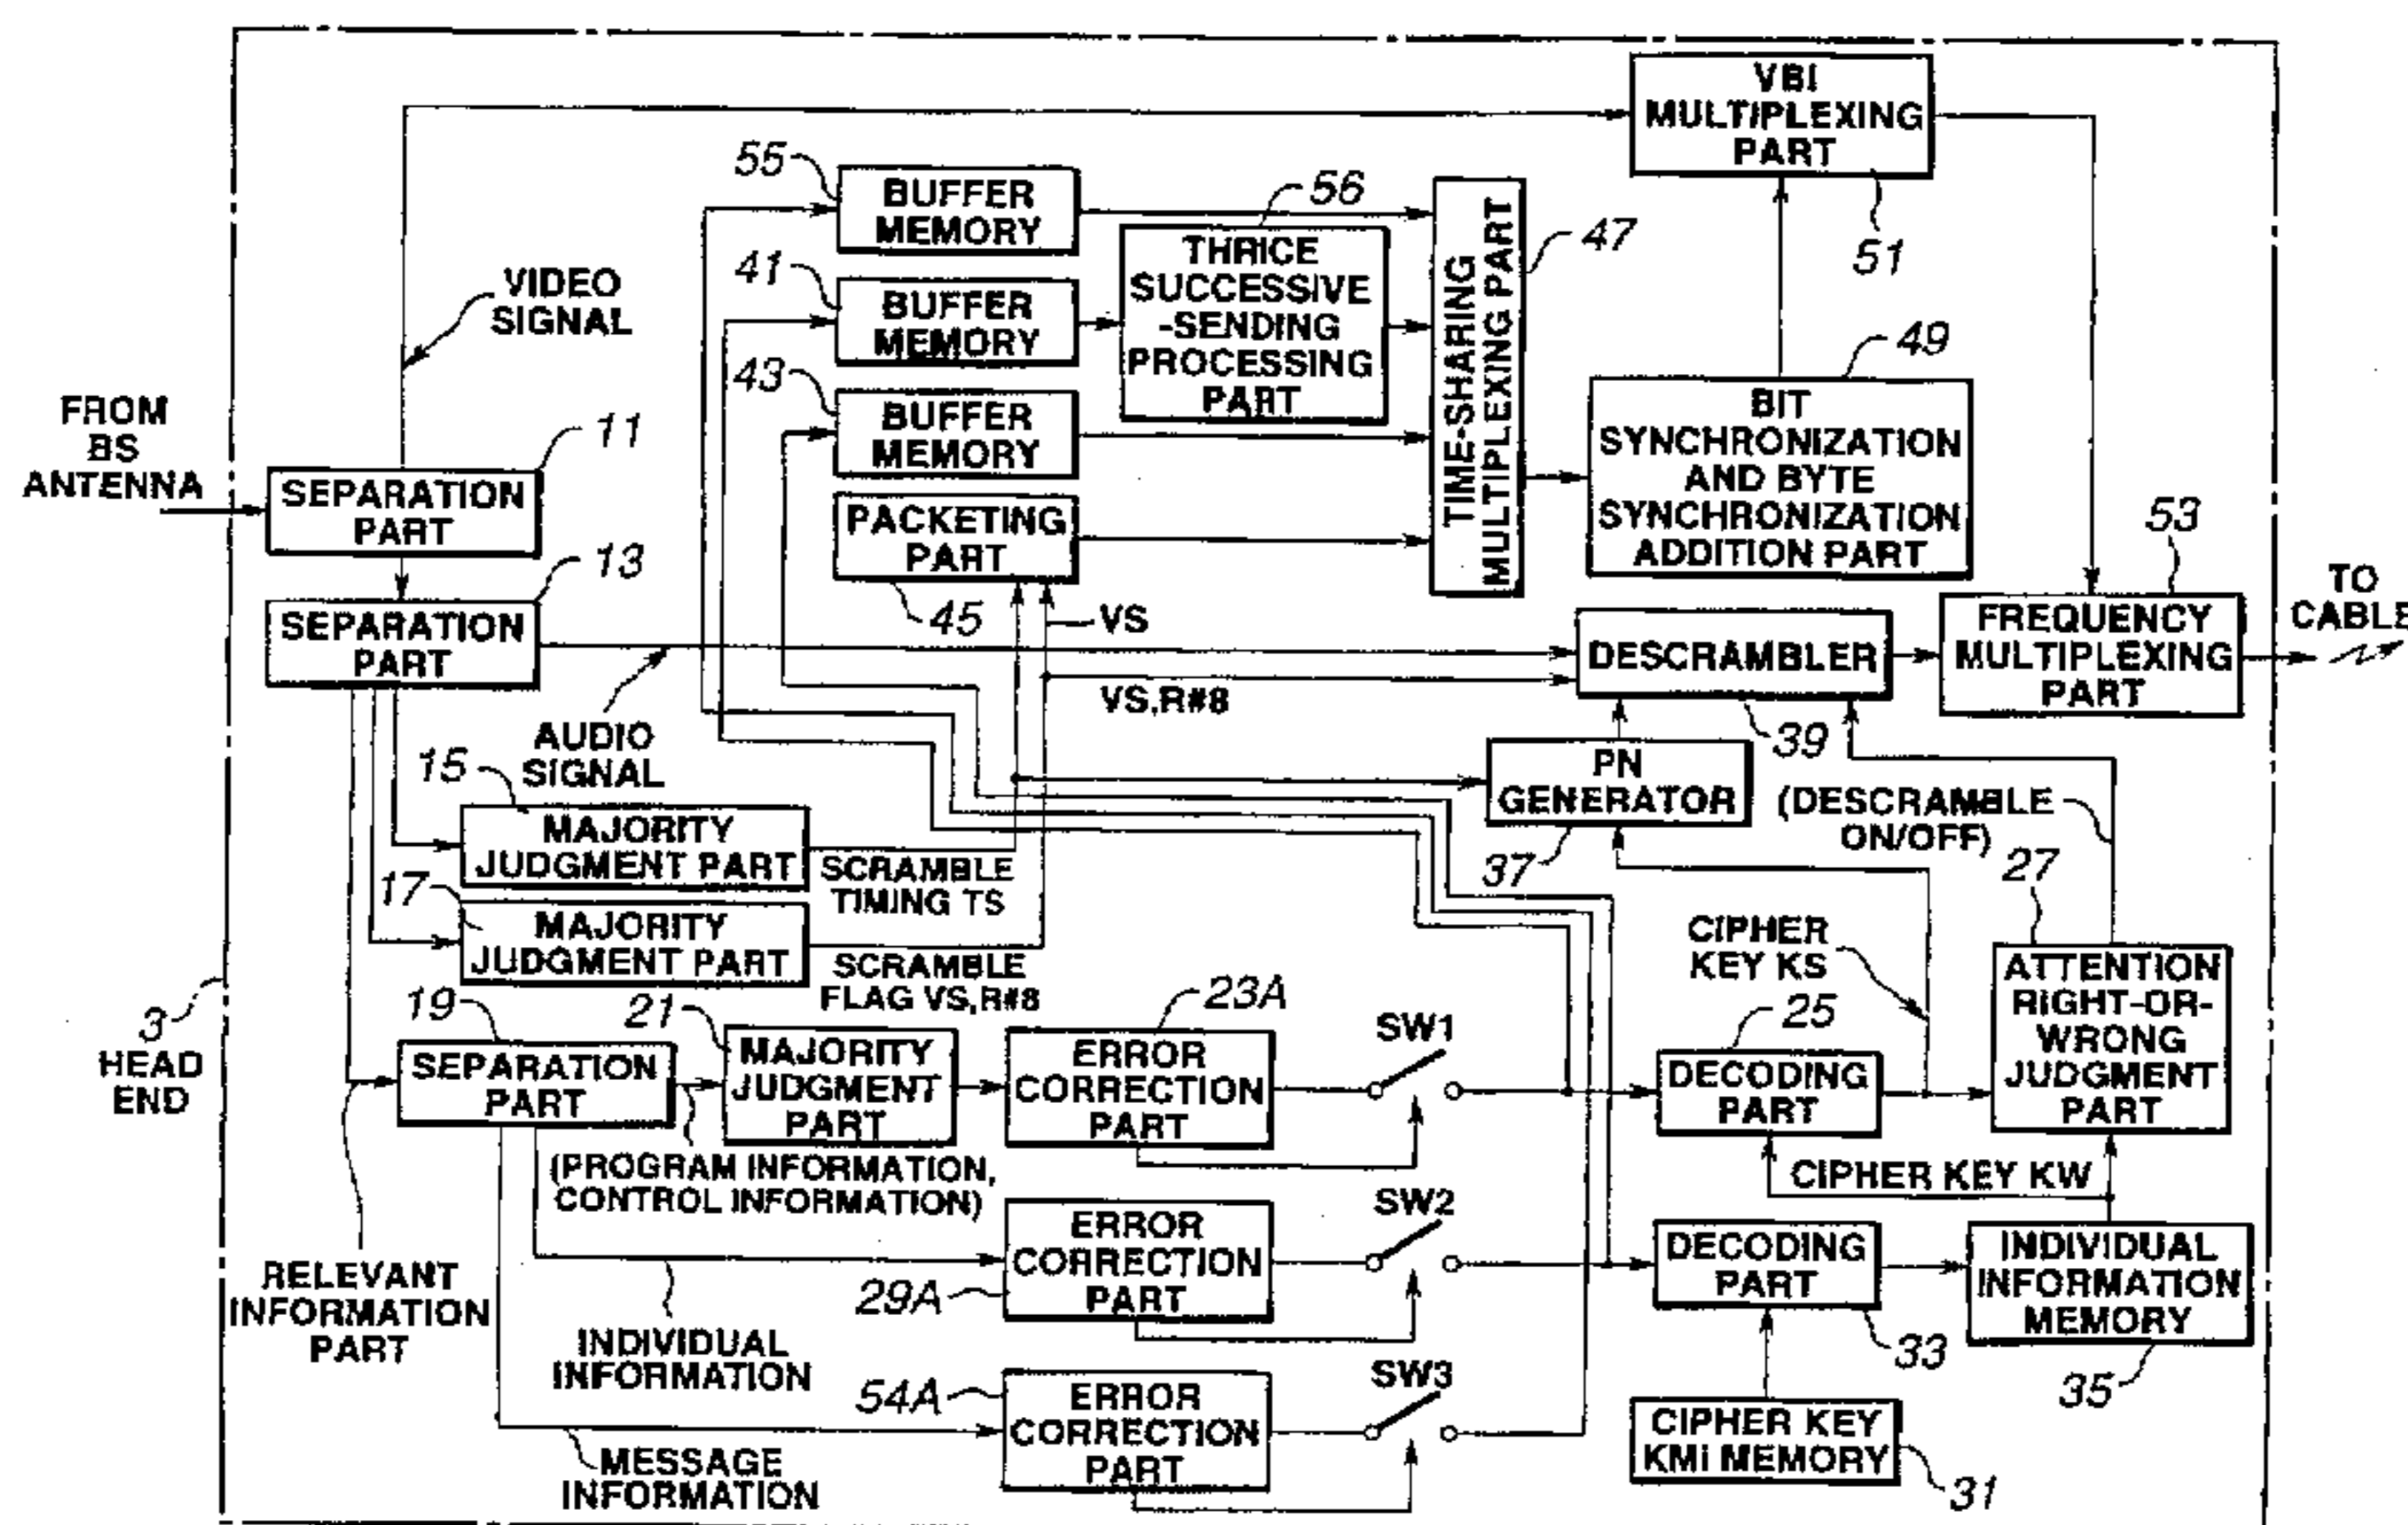 VBI
MULTIPLEXING
PART
51
55
BUFFER
MEMORY
56
THRICE
SUCCESSIVE
-SENDING
PROCESSING
PART
TIME-SHARING
MULTIPLEXING PART
47
41
BUFFER
MEMORY
VIDEO
SIGNAL
43
BUFFER
MEMORY
49
BIT
SYNCHRONIZATION
AND BYTE
SYNCHRONIZATION
ADDITION PART
FROM
BS
ANTENNA
11
SEPARATION
PART
PACKETING
PART
45
VS
13
SEPARATION
PART
53
FREQUENCY
MULTIPLEXING
PART
TO
CABLE
DESCRAMBLER
39
VS,R#8
AUDIO
SIGNAL
PN
GENERATOR
37
(DESCRAMBLE
ON/OFF)
15
MAJORITY
JUDGMENT PART
SCRAMBLE
TIMING TS
17
MAJORITY
JUDGMENT PART
SCRAMBLE
FLAG VS,R#8
CIPHER
KEY KS
27
ATTENTION
RIGHT-OR-
WRONG
JUDGMENT
PART
3
HEAD
END
19
SEPARATION
PART
21
MAJORITY
JUDGMENT
PART
23A
ERROR
CORRECTION
PART
SW1
25
DECODING
PART
(PROGRAM INFORMATION,
CONTROL INFORMATION)
CIPHER KEY KW
RELEVANT
INFORMATION
PART
INDIVIDUAL
INFORMATION
29A
ERROR
CORRECTION
PART
SW2
DECODING
PART
33
INDIVIDUAL
INFORMATION
MEMORY
35
MESSAGE
INFORMATION
54A
ERROR
CORRECTION
PART
SW3
CIPHER KEY
KMi MEMORY
31